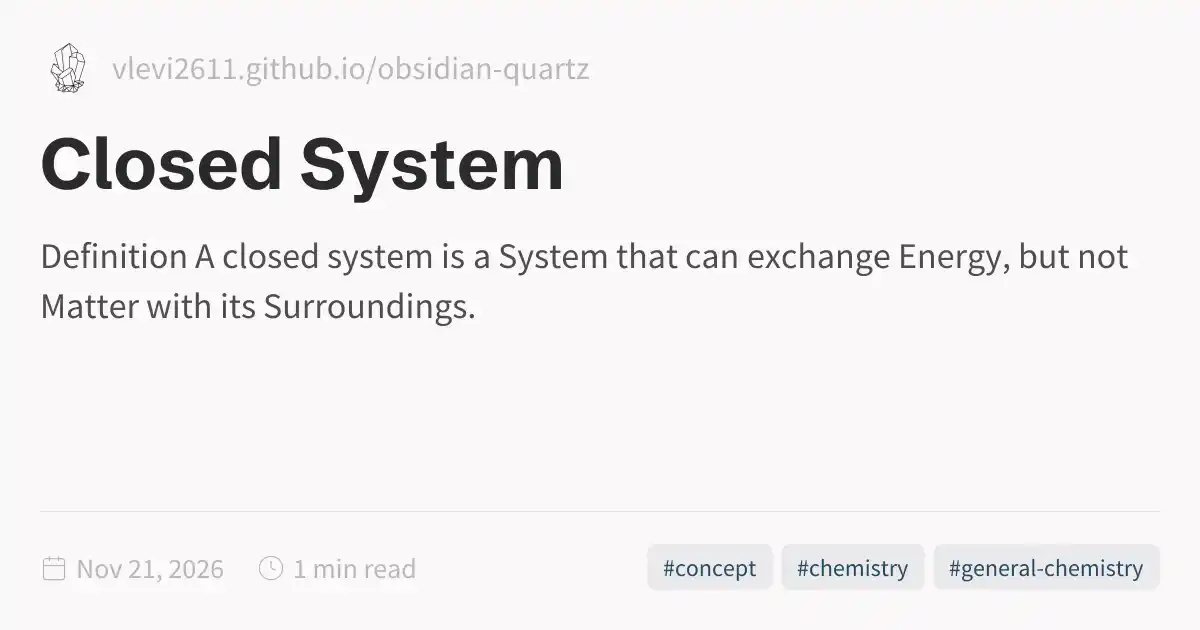 vlevi2611.github.io/obsidian-quartz
Closed System
Definition A closed system is a System that can exchange Energy, but not
Matter with its Surroundings.
Nov 21, 2026 1 min read #concept #chemistry #general-chemistry